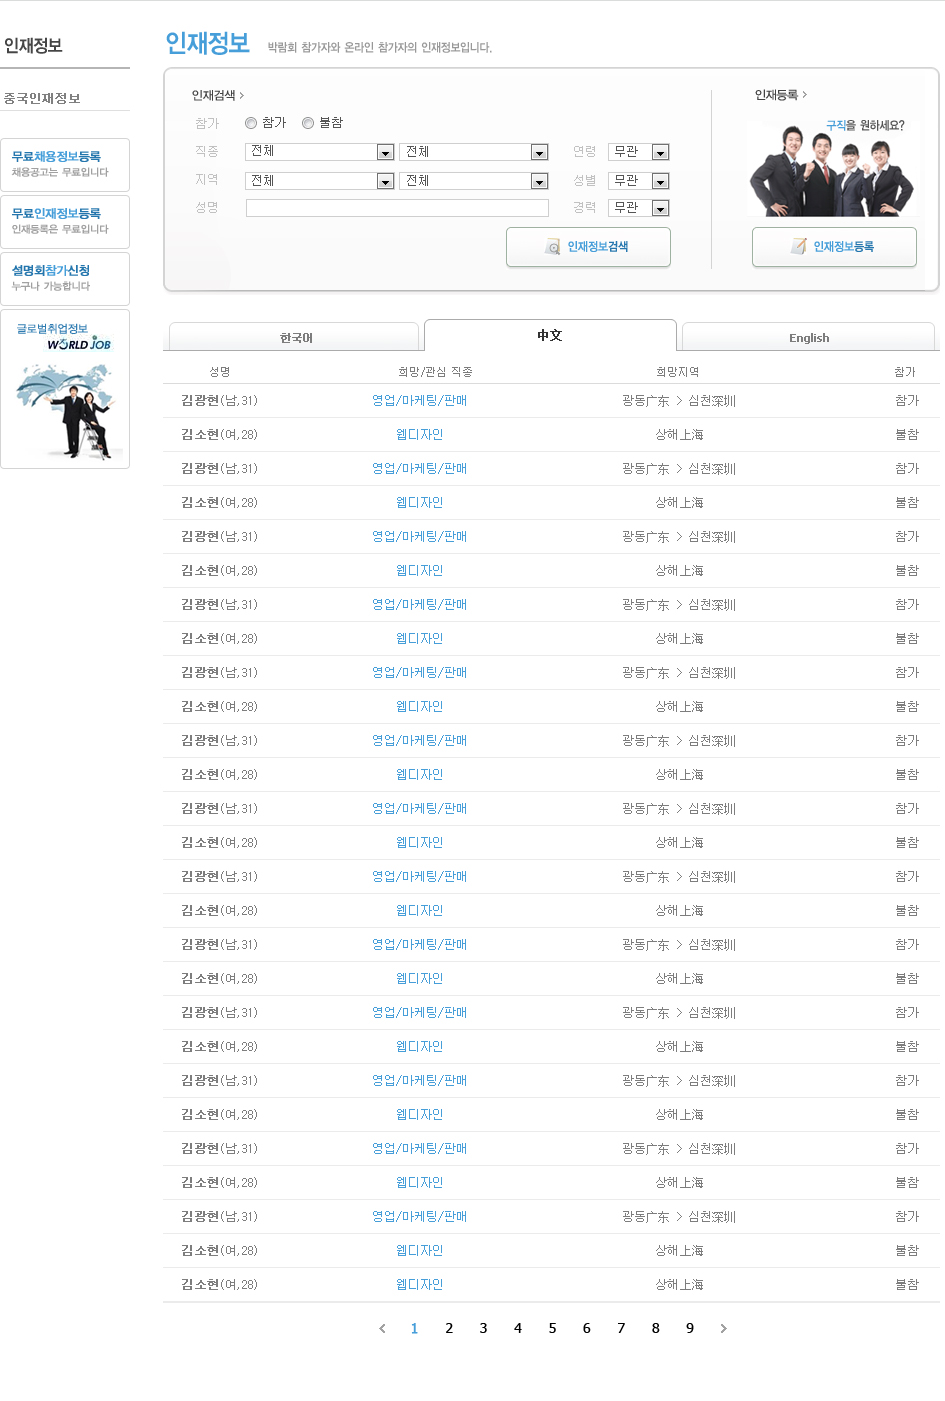 인재정보
중국인재정보
무료채용정보등록
채용공고는 무료입니다
무료인재정보등록
인재등록은 무료입니다
설명회참가신청
누구나 가능합니다
글로벌취업정보
WORLD JOB
인재정보 박람회 참가자와 온라인 참가자의 인재정보입니다.
인재검색 >
참가 참가 불참
직종 전체 전체 연령 무관
지역 전체 전체 성별 무관
성명 경력 무관
인재정보검색
인재등록 >
구직을 원하세요?
인재정보등록
한국어 中文 English
성명 희망/관심 직종 희망지역 참가
김광현(남,31) 영업/마케팅/판매 광동广东 > 심천深圳 참가
김소현(여,28) 웹디자인 상해上海 불참
김광현(남,31) 영업/마케팅/판매 광동广东 > 심천深圳 참가
김소현(여,28) 웹디자인 상해上海 불참
김광현(남,31) 영업/마케팅/판매 광동广东 > 심천深圳 참가
김소현(여,28) 웹디자인 상해上海 불참
김광현(남,31) 영업/마케팅/판매 광동广东 > 심천深圳 참가
김소현(여,28) 웹디자인 상해上海 불참
김광현(남,31) 영업/마케팅/판매 광동广东 > 심천深圳 참가
김소현(여,28) 웹디자인 상해上海 불참
김광현(남,31) 영업/마케팅/판매 광동广东 > 심천深圳 참가
김소현(여,28) 웹디자인 상해上海 불참
김광현(남,31) 영업/마케팅/판매 광동广东 > 심천深圳 참가
김소현(여,28) 웹디자인 상해上海 불참
김광현(남,31) 영업/마케팅/판매 광동广东 > 심천深圳 참가
김소현(여,28) 웹디자인 상해上海 불참
김광현(남,31) 영업/마케팅/판매 광동广东 > 심천深圳 참가
김소현(여,28) 웹디자인 상해上海 불참
김광현(남,31) 영업/마케팅/판매 광동广东 > 심천深圳 참가
김소현(여,28) 웹디자인 상해上海 불참
김광현(남,31) 영업/마케팅/판매 광동广东 > 심천深圳 참가
김소현(여,28) 웹디자인 상해上海 불참
김광현(남,31) 영업/마케팅/판매 광동广东 > 심천深圳 참가
김소현(여,28) 웹디자인 상해上海 불참
김광현(남,31) 영업/마케팅/판매 광동广东 > 심천深圳 참가
김소현(여,28) 웹디자인 상해上海 불참
김소현(여,28) 웹디자인 상해上海 불참
< 1 2 3 4 5 6 7 8 9 >